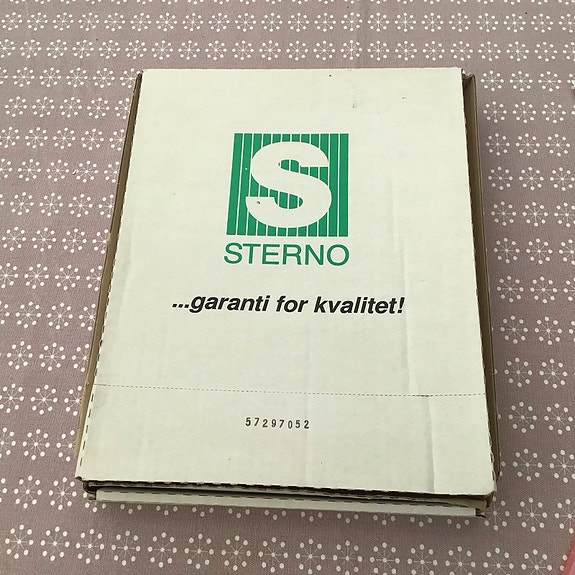 S
STERNO
...garanti for kvalitet!
57297052